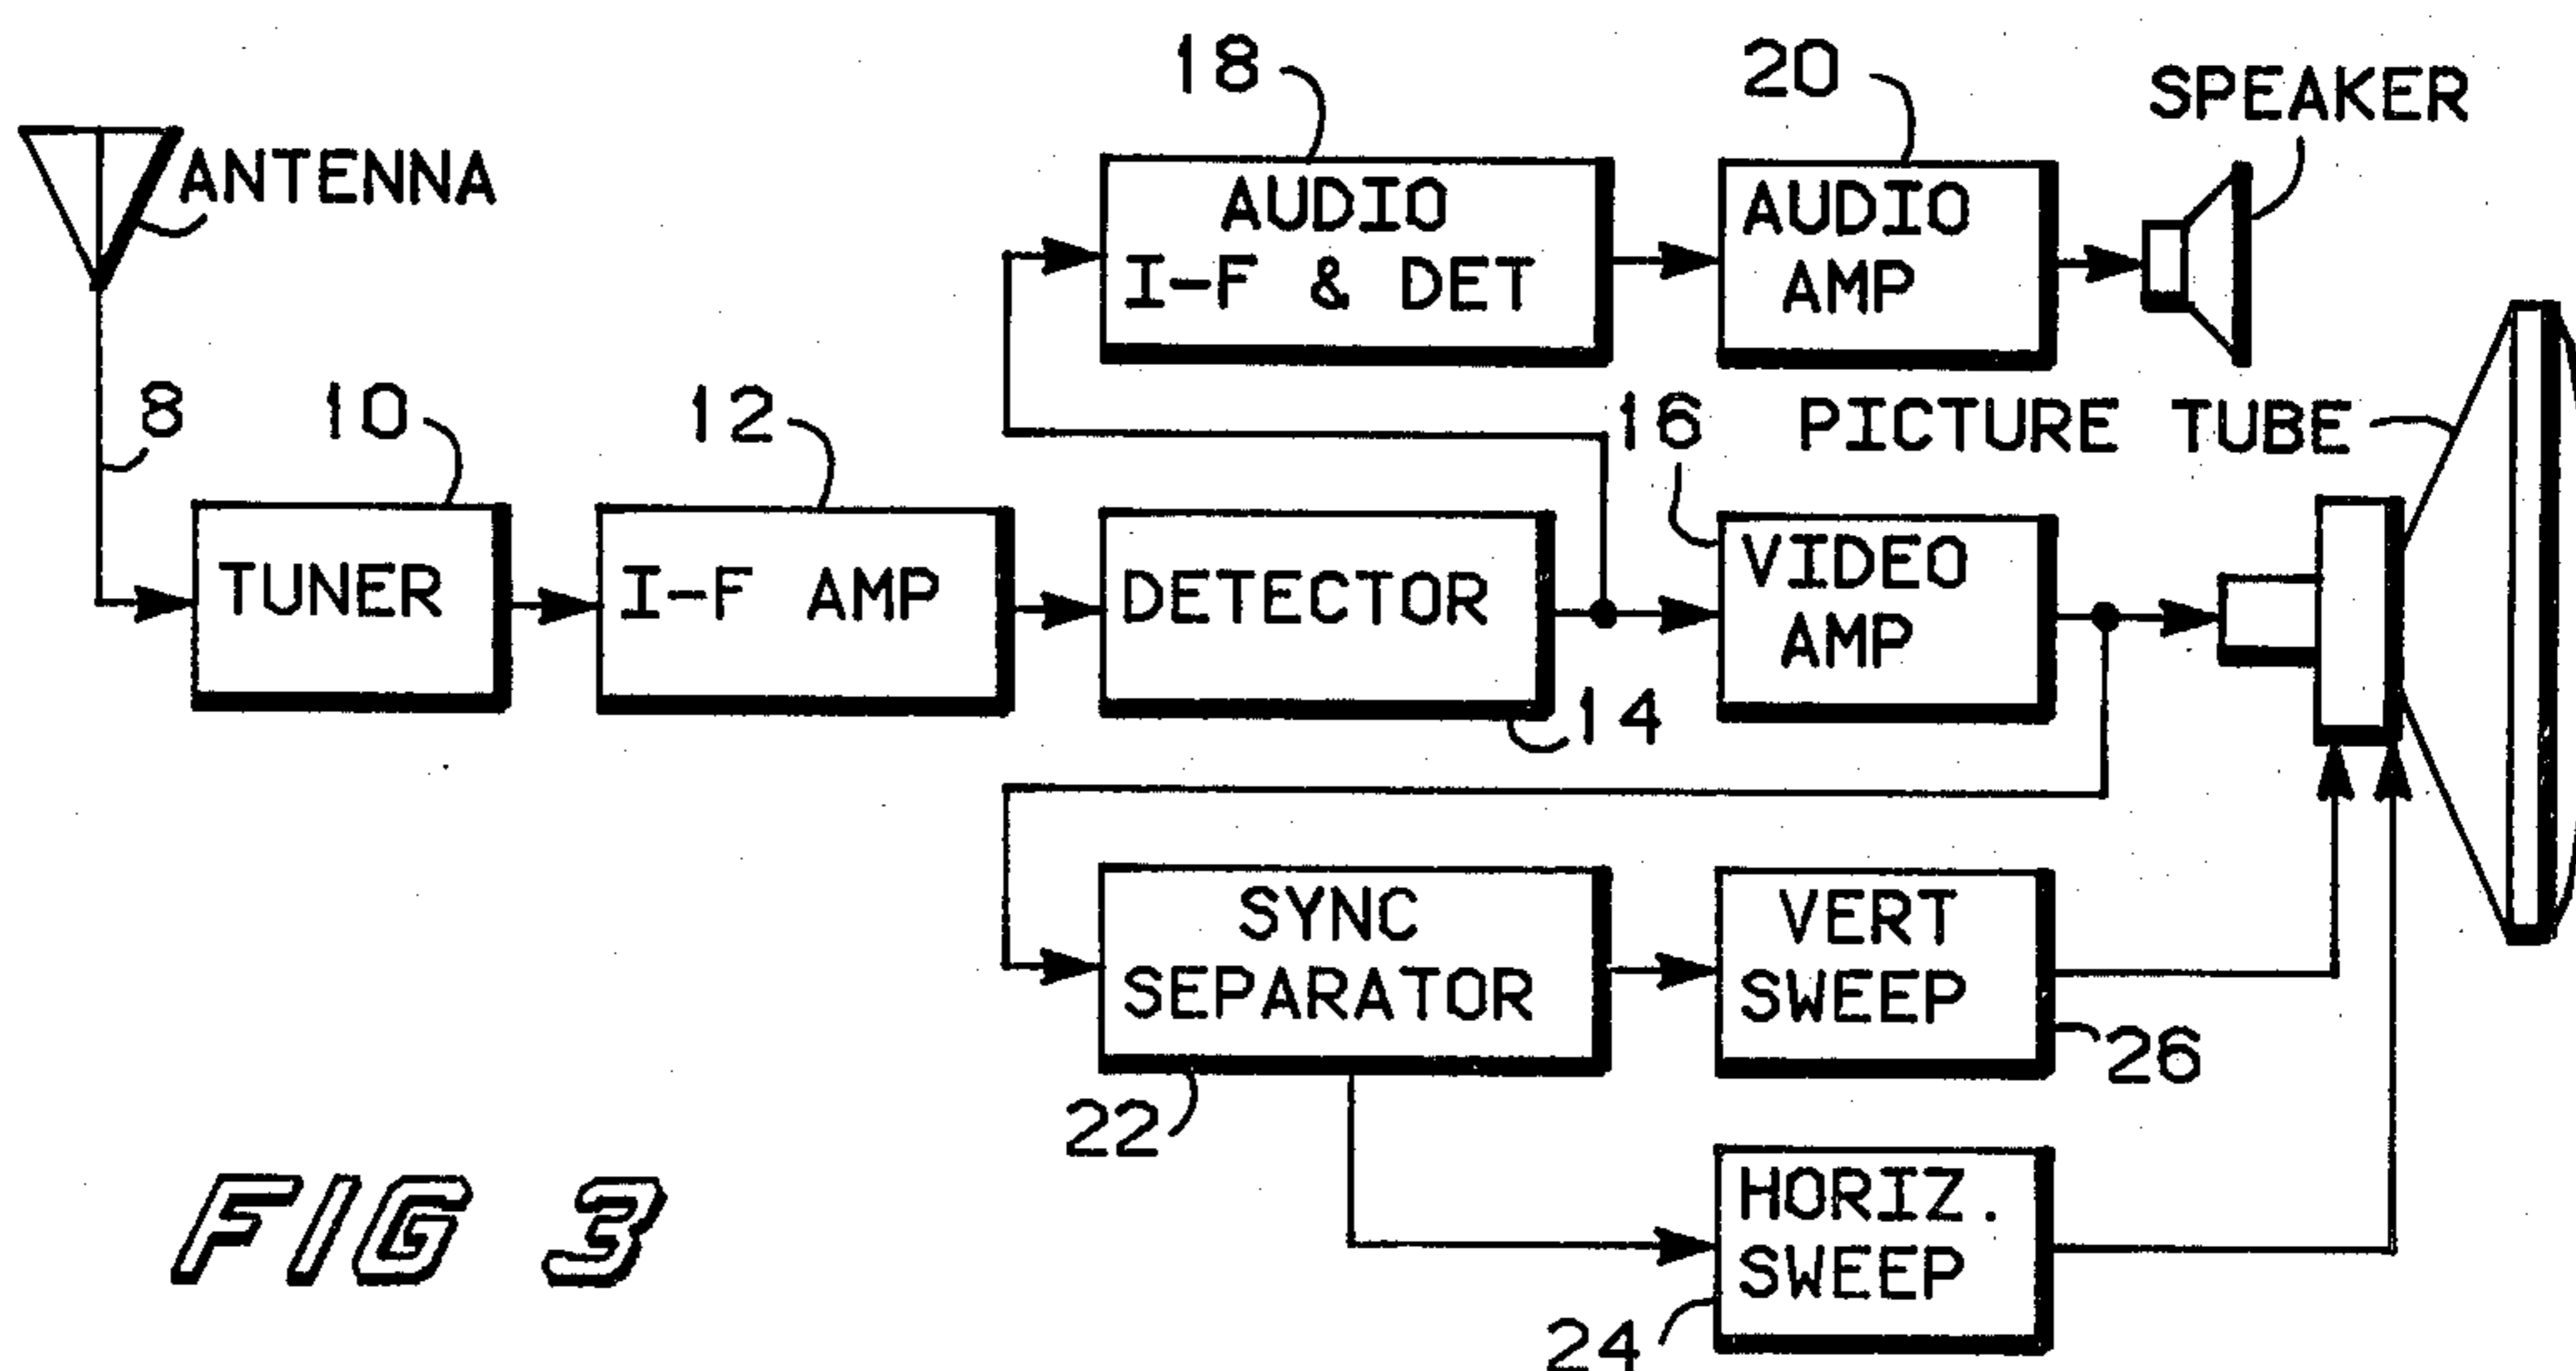 18
20
SPEAKER
ANTENNA
AUDIO
I-F & DET
AUDIO
AMP
8
10
12
16
PICTURE TUBE
TUNER
I-F AMP
DETECTOR
VIDEO
AMP
14
SYNC
SEPARATOR
VERT
SWEEP
26
22
HORIZ.
SWEEP
24
FIG 3